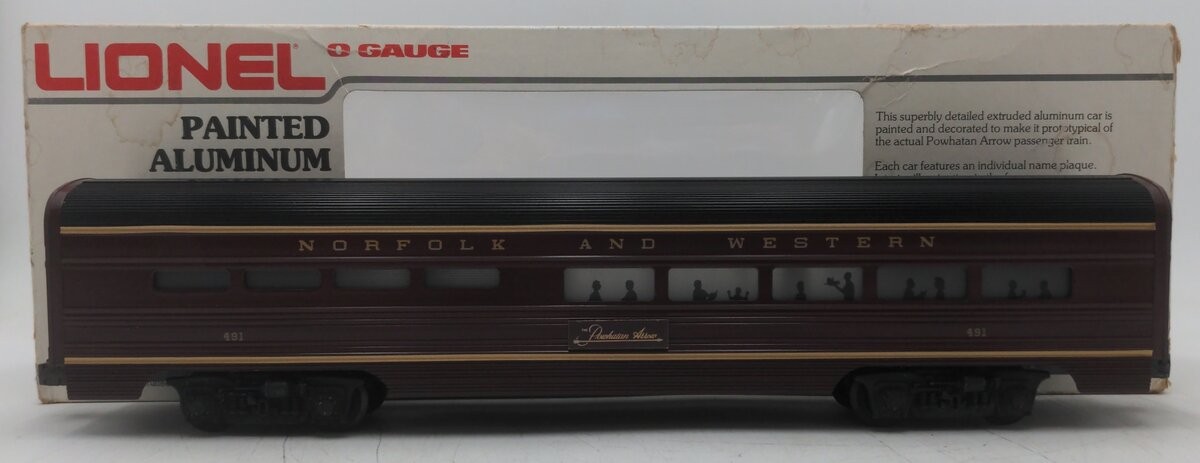 LIONEL O GAUGE
PAINTED
ALUMINUM
This superbly detailed extruded aluminum car is
painted and decorated to make it prototypical of
the actual Powhatan Arrow passenger train.
Each car features an individual name plaque.
NORFOLK AND WESTERN
491 491
THE Powhatan Arrow